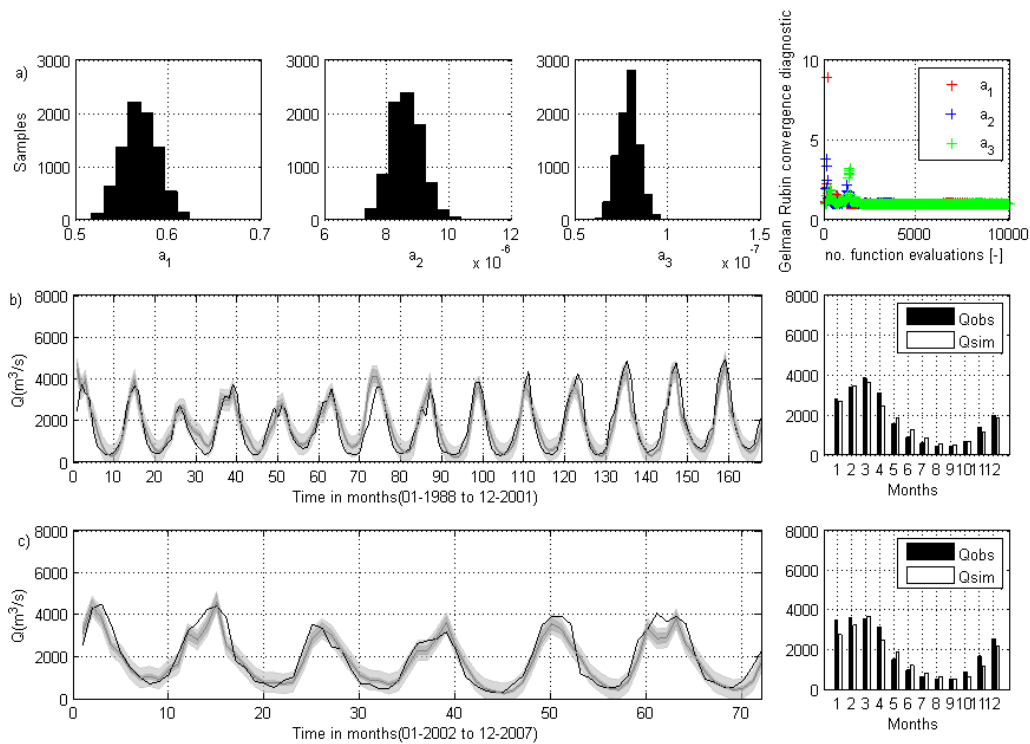 a)
Samples
3000
2000
1000
0
0.5 0.6 0.7
a1
3000
2000
1000
0
6 8 10 12
a2 x 10-6
3000
2000
1000
0
0.5 1 1.5
a3 x 10-7
Gelman Rubin convergence diagnostic
10
5
0
0 5000 10000
no. function evaluations [-]
a1
a2
a3
b)
Q(m3/s)
8000
6000
4000
2000
0
0 10 20 30 40 50 60 70 80 90 100 110 120 130 140 150 160
Time in months(01-1988 to 12-2001)
8000
6000
4000
2000
0
Qobs
Qsim
1 2 3 4 5 6 7 8 9 10 11 12
Months
c)
Q(m3/s)
8000
6000
4000
2000
0
0 10 20 30 40 50 60 70
Time in months(01-2002 to 12-2007)
8000
6000
4000
2000
0
Qobs
Qsim
1 2 3 4 5 6 7 8 9 10 11 12
Months